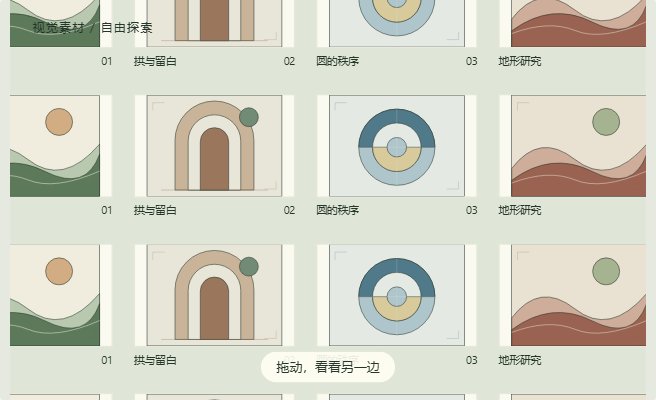 视觉素材 / 自由探索
01 拱与留白 02 圆的秩序 03 地形研究
01 拱与留白 02 圆的秩序 03 地形研究
01 拱与留白 03 地形研究
拖动，看看另一边